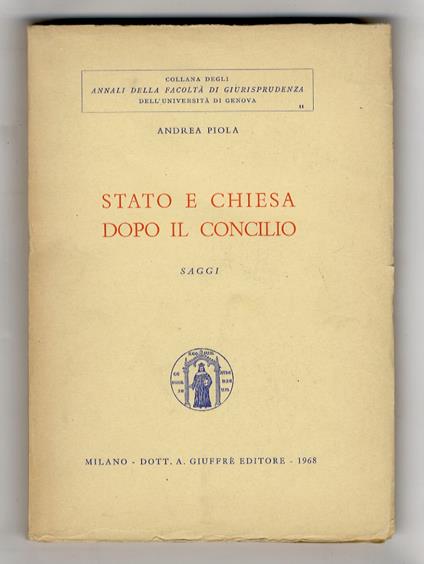 COLLANA DEGLI
ANNALI DELLA FACOLTÀ DI GIURISPRUDENZA
DELL'UNIVERSITÀ DI GENOVA
11
ANDREA PIOLA
STATO E CHIESA
DOPO IL CONCILIO
SAGGI
MILANO - DOTT. A. GIUFFRÈ EDITORE - 1968